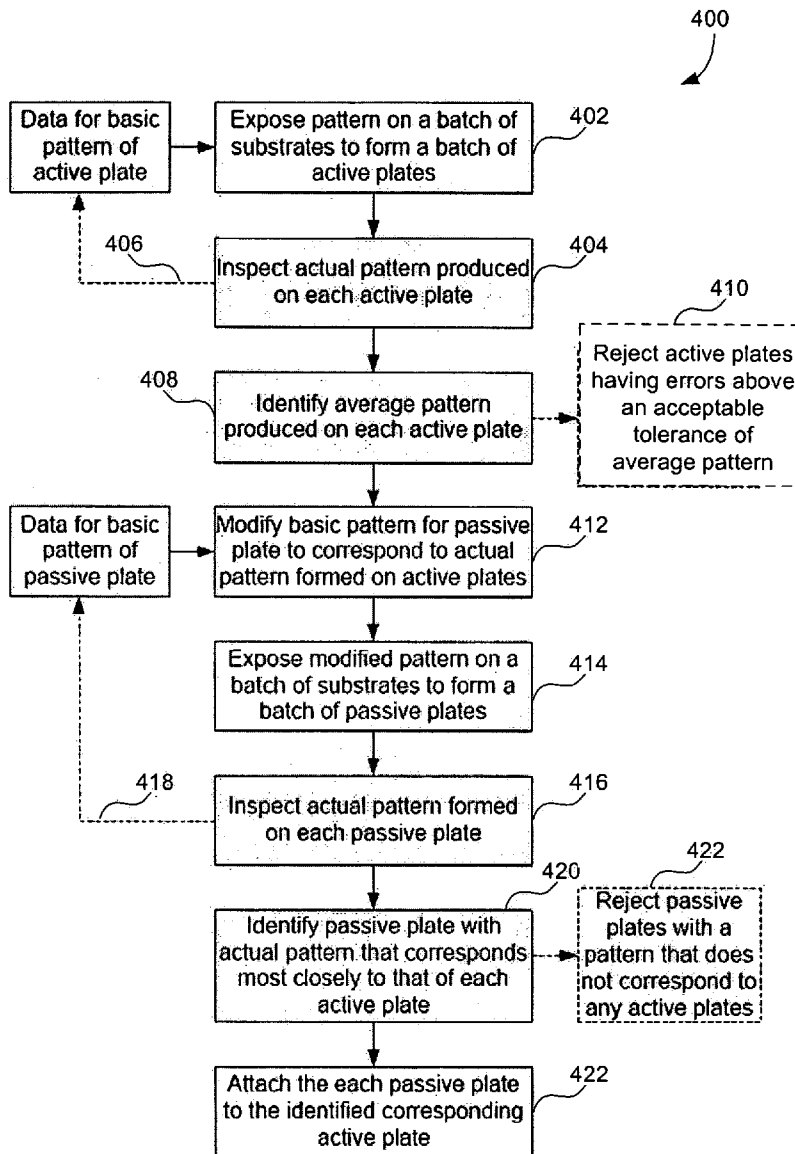 400
Data for basic
pattern of
active plate
Expose pattern on a batch of
substrates to form a batch of
active plates
402
406
Inspect actual pattern produced
on each active plate
404
410
Reject active plates
having errors above
an acceptable
tolerance of
average pattern
408
Identify average pattern
produced on each active plate
Data for basic
pattern of
passive plate
Modify basic pattern for passive
plate to correspond to actual
pattern formed on active plates
412
Expose modified pattern on a
batch of substrates to form a
batch of passive plates
414
418
Inspect actual pattern formed
on each passive plate
416
420
Identify passive plate with
actual pattern that corresponds
most closely to that of each
active plate
422
Reject passive
plates with a
pattern that does
not correspond to
any active plates
Attach the each passive plate
to the identified corresponding
active plate
422